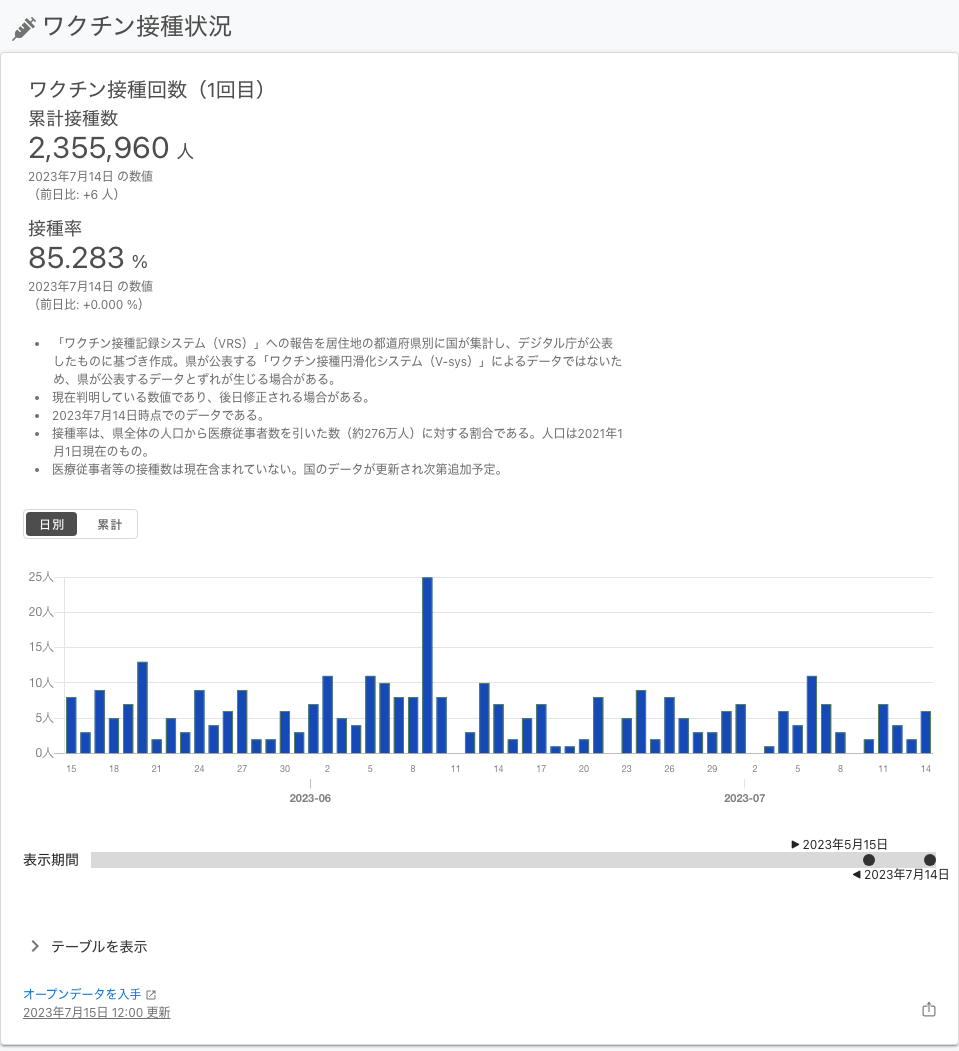 ワクチン接種状況
ワクチン接種回数（1回目）
累計接種数
2,355,960 人
2023年7月14日 の数値
（前日比: +6 人）
接種率
85.283 %
2023年7月14日 の数値
（前日比: +0.000 %）
• 「ワクチン接種記録システム（VRS）」への報告を居住地の都道府県別に国が集計し、デジタル庁が公表
したものに基づき作成。県が公表する「ワクチン接種円滑化システム（V-sys）」によるデータではないた
め、県が公表するデータとずれが生じる場合がある。
• 現在判明している数値であり、後日修正される場合がある。
• 2023年7月14日時点でのデータである。
• 接種率は、県全体の人口から医療従事者数を引いた数（約276万人）に対する割合である。人口は2021年1
月1日現在のもの。
• 医療従事者等の接種数は現在含まれていない。国のデータが更新され次第追加予定。
日別 累計
25人
20人
15人
10人
5人
0人
15 18 21 24 27 30 2 5 8 11 14 17 20 23 26 29 2 5 8 11 14
2023-06 2023-07
▶ 2023年5月15日
表示期間
◀ 2023年7月14日
テーブルを表示
オープンデータを入手
2023年7月15日 12:00 更新